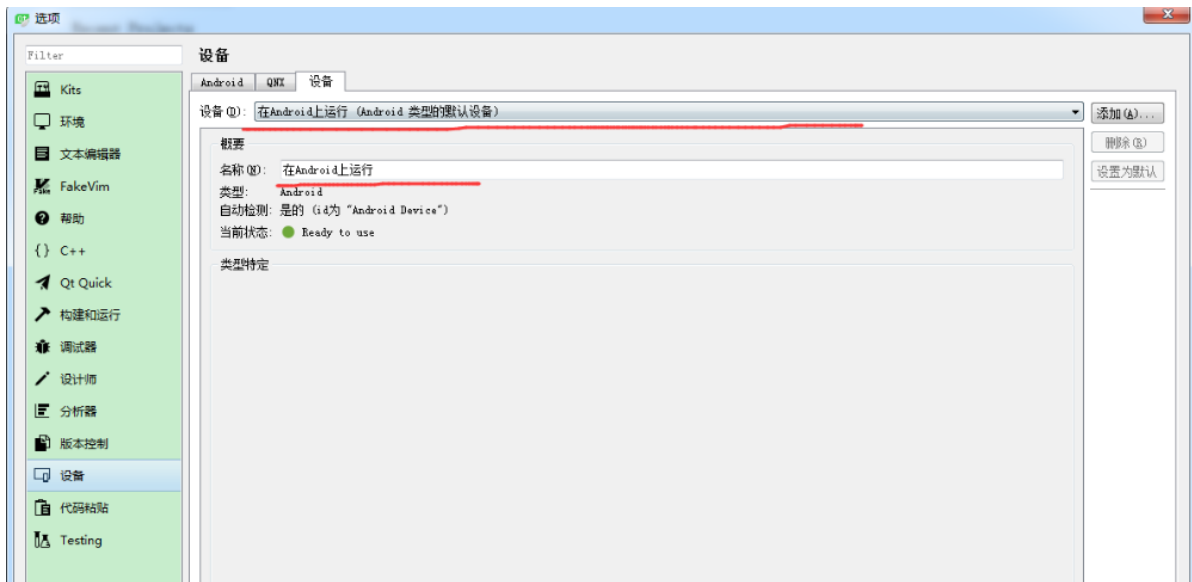 选项
Filter
Kits
环境
文本编辑器
FakeVim
帮助
C++
Qt Quick
构建和运行
调试器
设计师
分析器
版本控制
设备
代码粘贴
Testing
设备
Android QNX 设备
设备(D): 在Android上运行 (Android 类型的默认设备)
添加(A)...
删除(R)
设置为默认
概要
名称(N): 在Android上运行
类型: Android
自动检测: 是的 (id为 "Android Device")
当前状态: Ready to use
类型特定